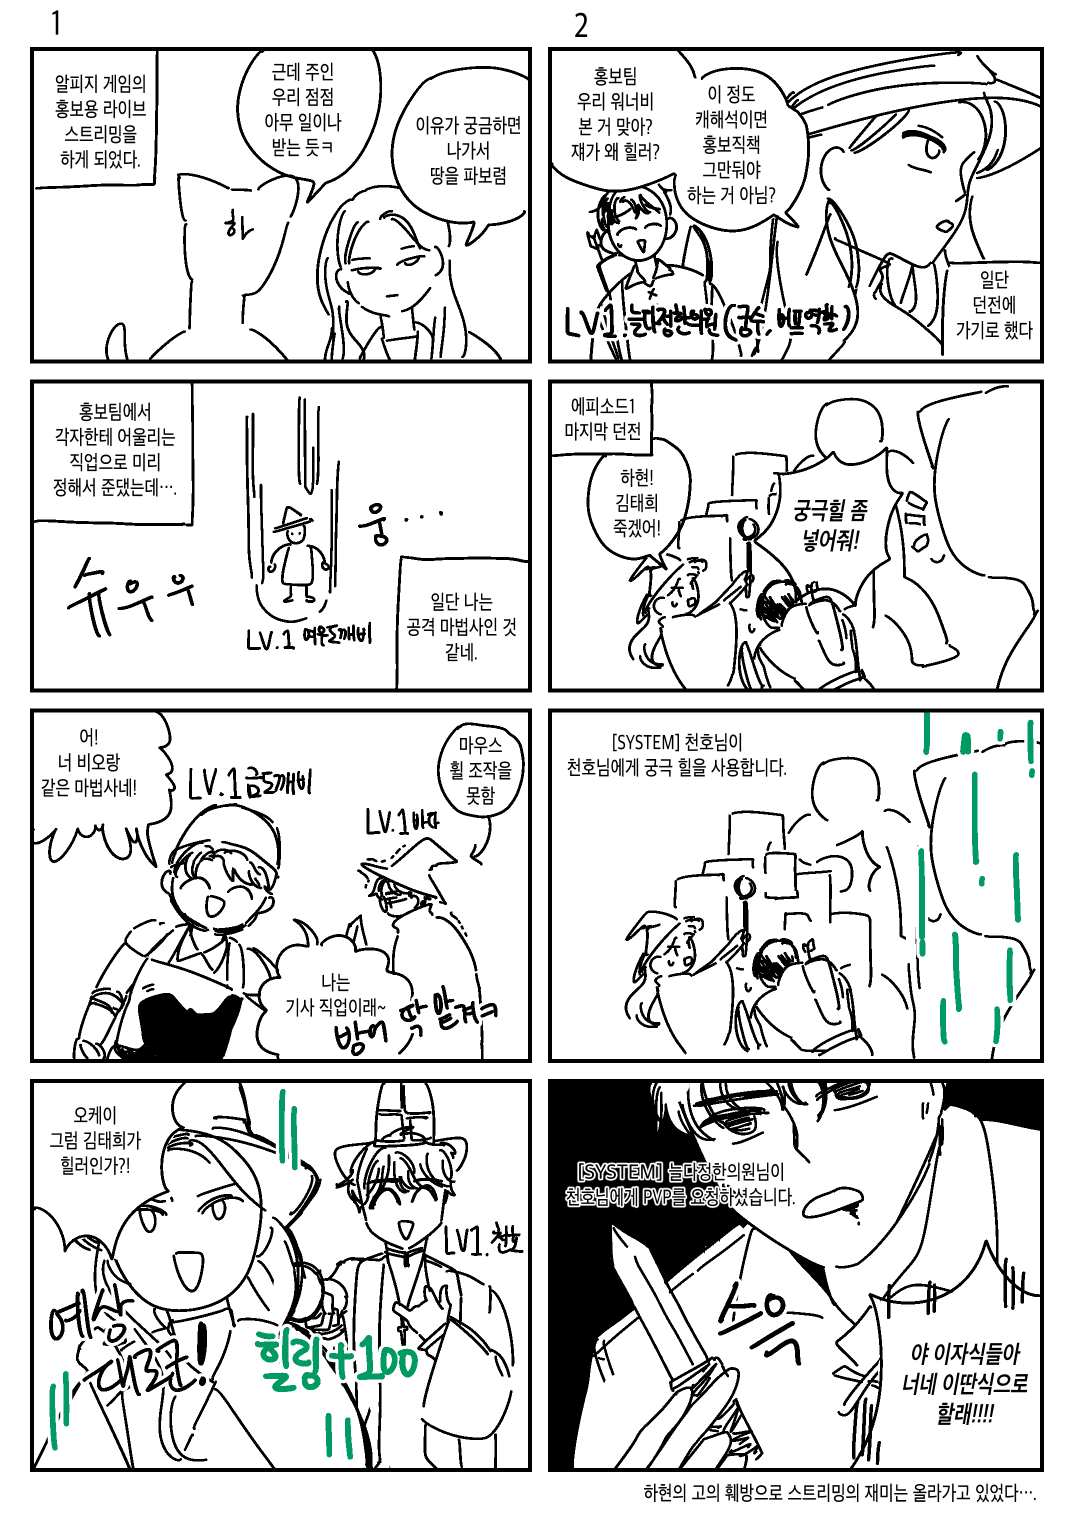 1
알피지 게임의
홍보용 라이브
스트리밍을
하게 되었다.
근데 주인
우리 점점
아무 일이나
받는 듯ㅋ
이유가 궁금하면
나가서
땅을 파보렴
하
홍보팀에서
각자한테 어울리는
직업으로 미리
정해서 준댔는데….
웅...
슈우우
LV.1 여우도깨비
일단 나는
공격 마법사인 것
같네.
어!
너 비오랑
같은 마법사네!
LV.1 금도깨비
마우스
휠 조작을
못함
LV.1 바다
나는
기사 직업이래~
방어 딱 맡겨ㅋ
오케이
그럼 김태희가
힐러인가?!
예상
대로군!
LV1. 천호
힐링+100
2
홍보팀
우리 워너비
본 거 맞아?
쟤가 왜 힐러?
이 정도
캐해석이면
홍보직책
그만둬야
하는 거 아님?
LV1. 늘다정한의원(궁수, 버프역할)
일단
던전에
가기로 했다
에피소드1
마지막 던전
하현!
김태희
죽겠어!
궁극힐 좀
넣어줘!
[SYSTEM] 천호님이
천호님에게 궁극 힐을 사용합니다.
[SYSTEM] 늘다정한의원님이
천호님에게 PVP를 요청하셨습니다.
스윽
야 이자식들아
너네 이딴식으로
할래!!!!
하현의 고의 훼방으로 스트리밍의 재미는 올라가고 있었다….